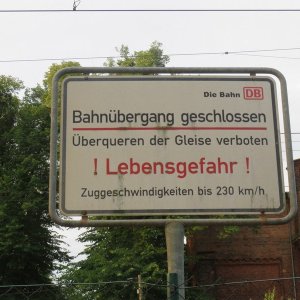 Die Bahn DB
Bahnübergang geschlossen
Überqueren der Gleise verboten
! Lebensgefahr !
Zuggeschwindigkeiten bis 230 km/h